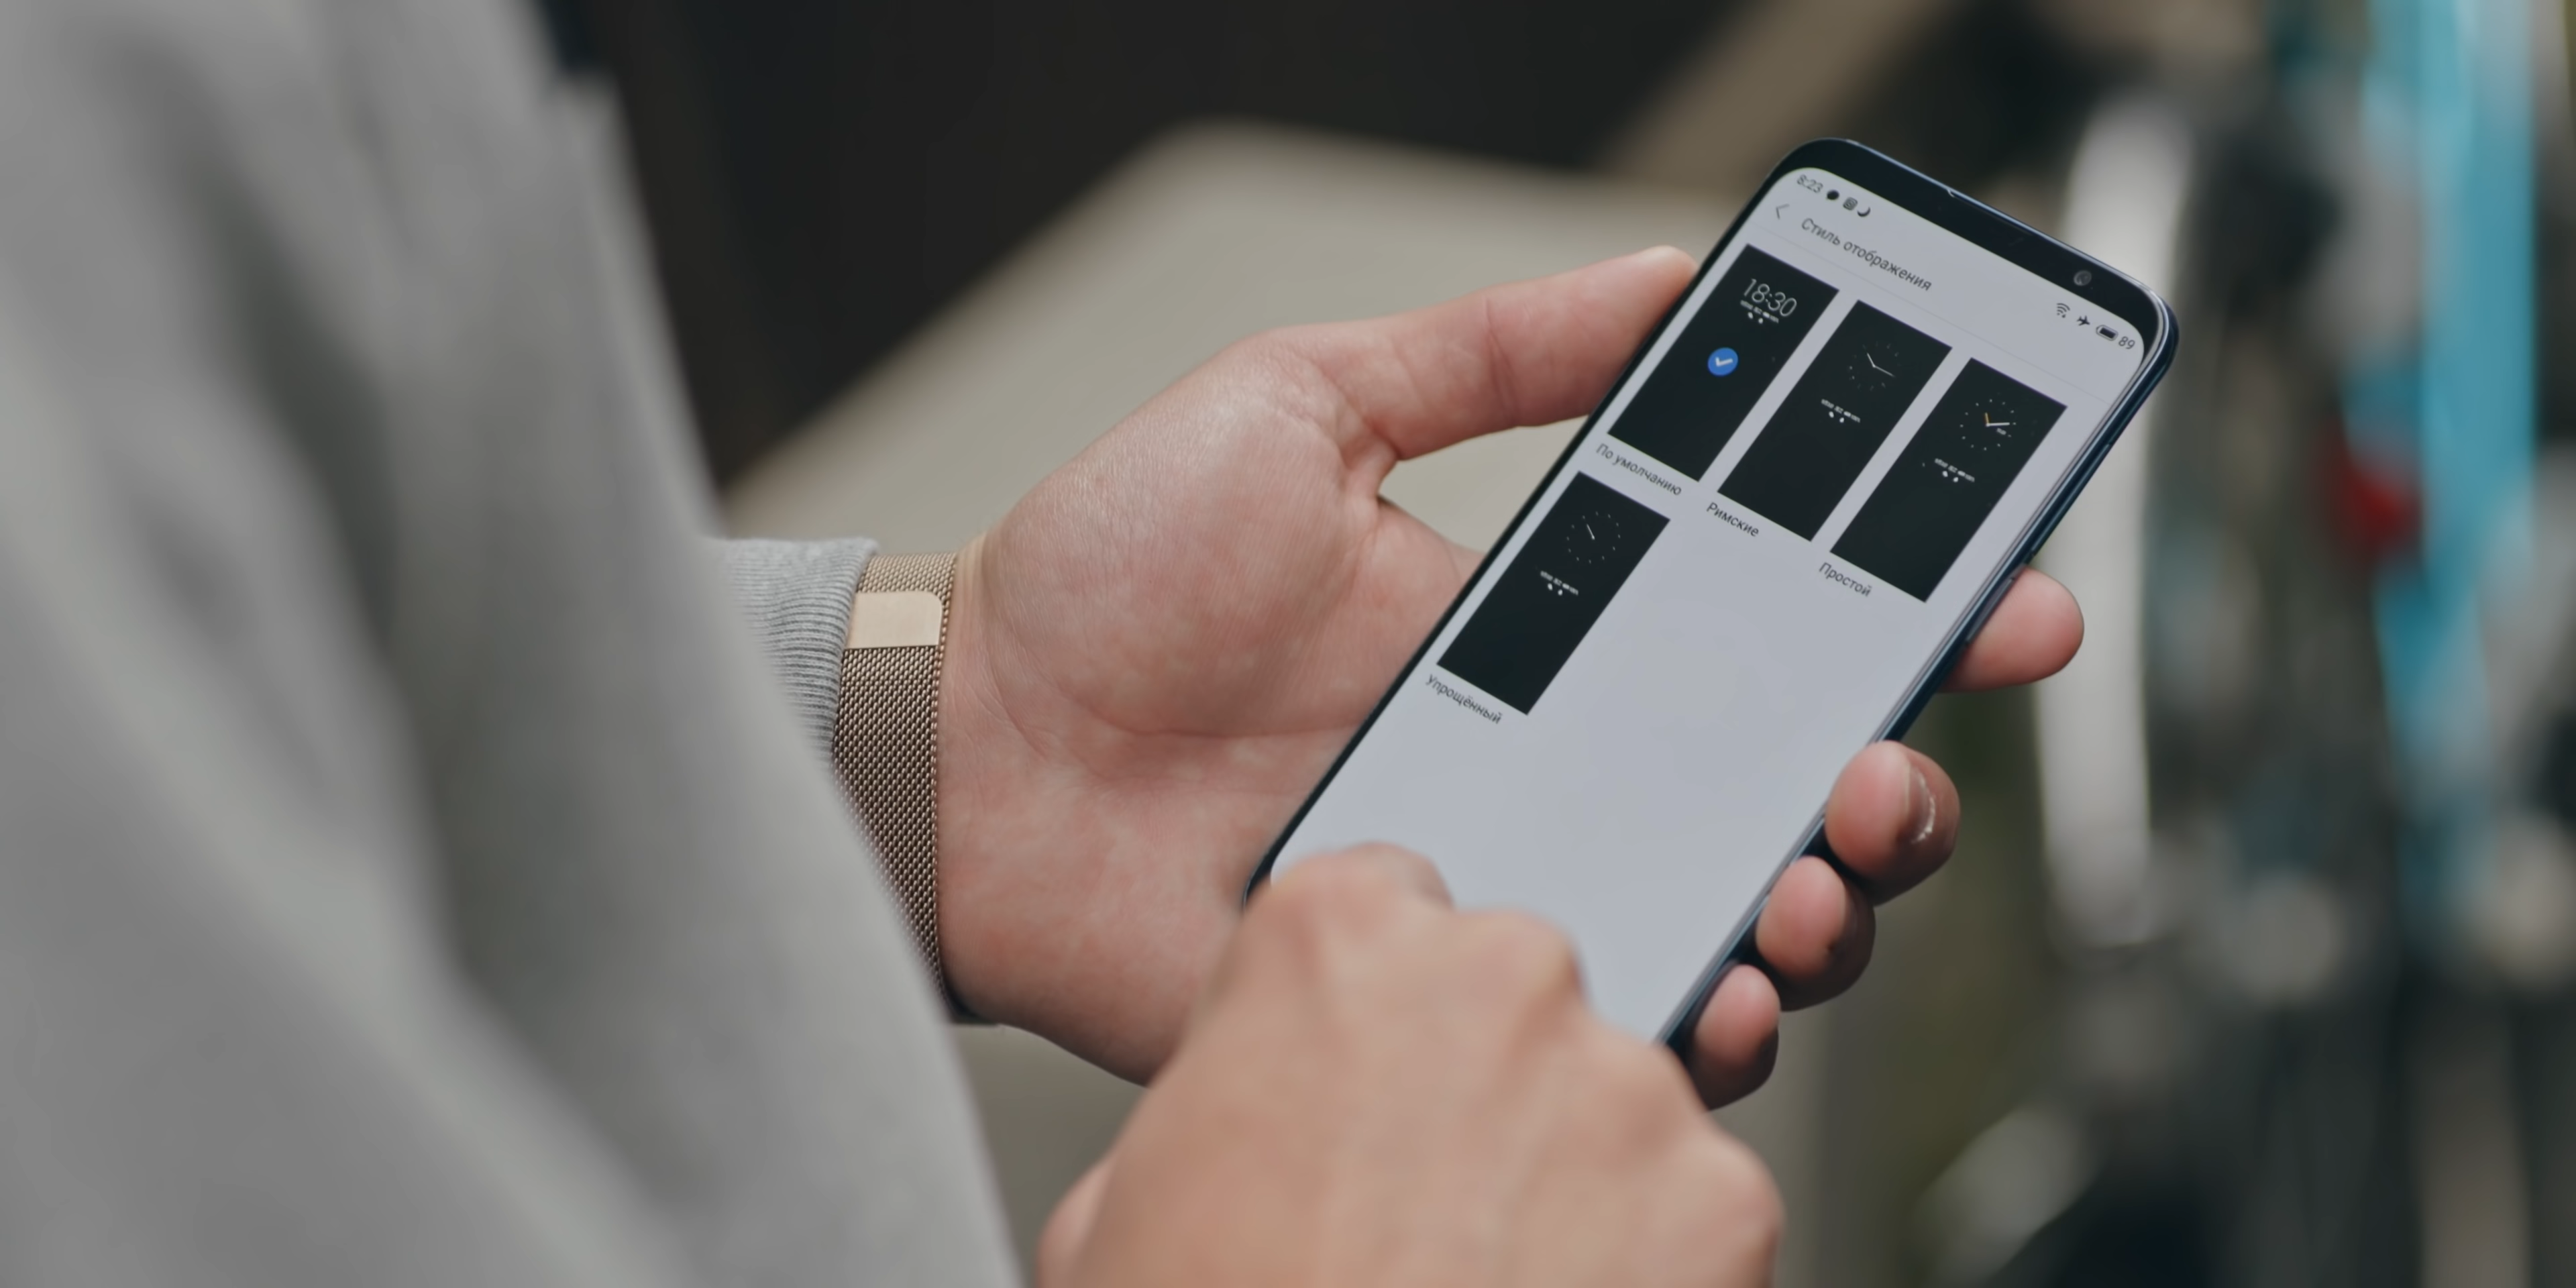 8:23
89
Стиль отображения
18:30
По умолчанию
Римские
Простой
Упрощённый